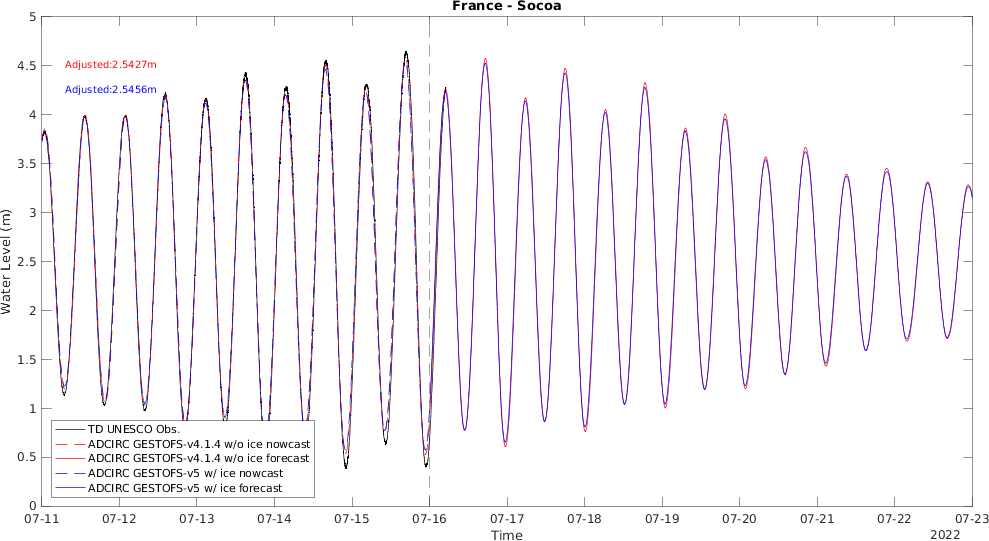 France - Socoa
Adjusted:2.5427m
Adjusted:2.5456m
Water Level (m)
5
4.5
4
3.5
3
2.5
2
1.5
1
0.5
0
TD UNESCO Obs.
ADCIRC GESTOFS-v4.1.4 w/o ice nowcast
ADCIRC GESTOFS-v4.1.4 w/o ice forecast
ADCIRC GESTOFS-v5 w/ ice nowcast
ADCIRC GESTOFS-v5 w/ ice forecast
07-11 07-12 07-13 07-14 07-15 07-16 07-17 07-18 07-19 07-20 07-21 07-22 07-23
Time
2022